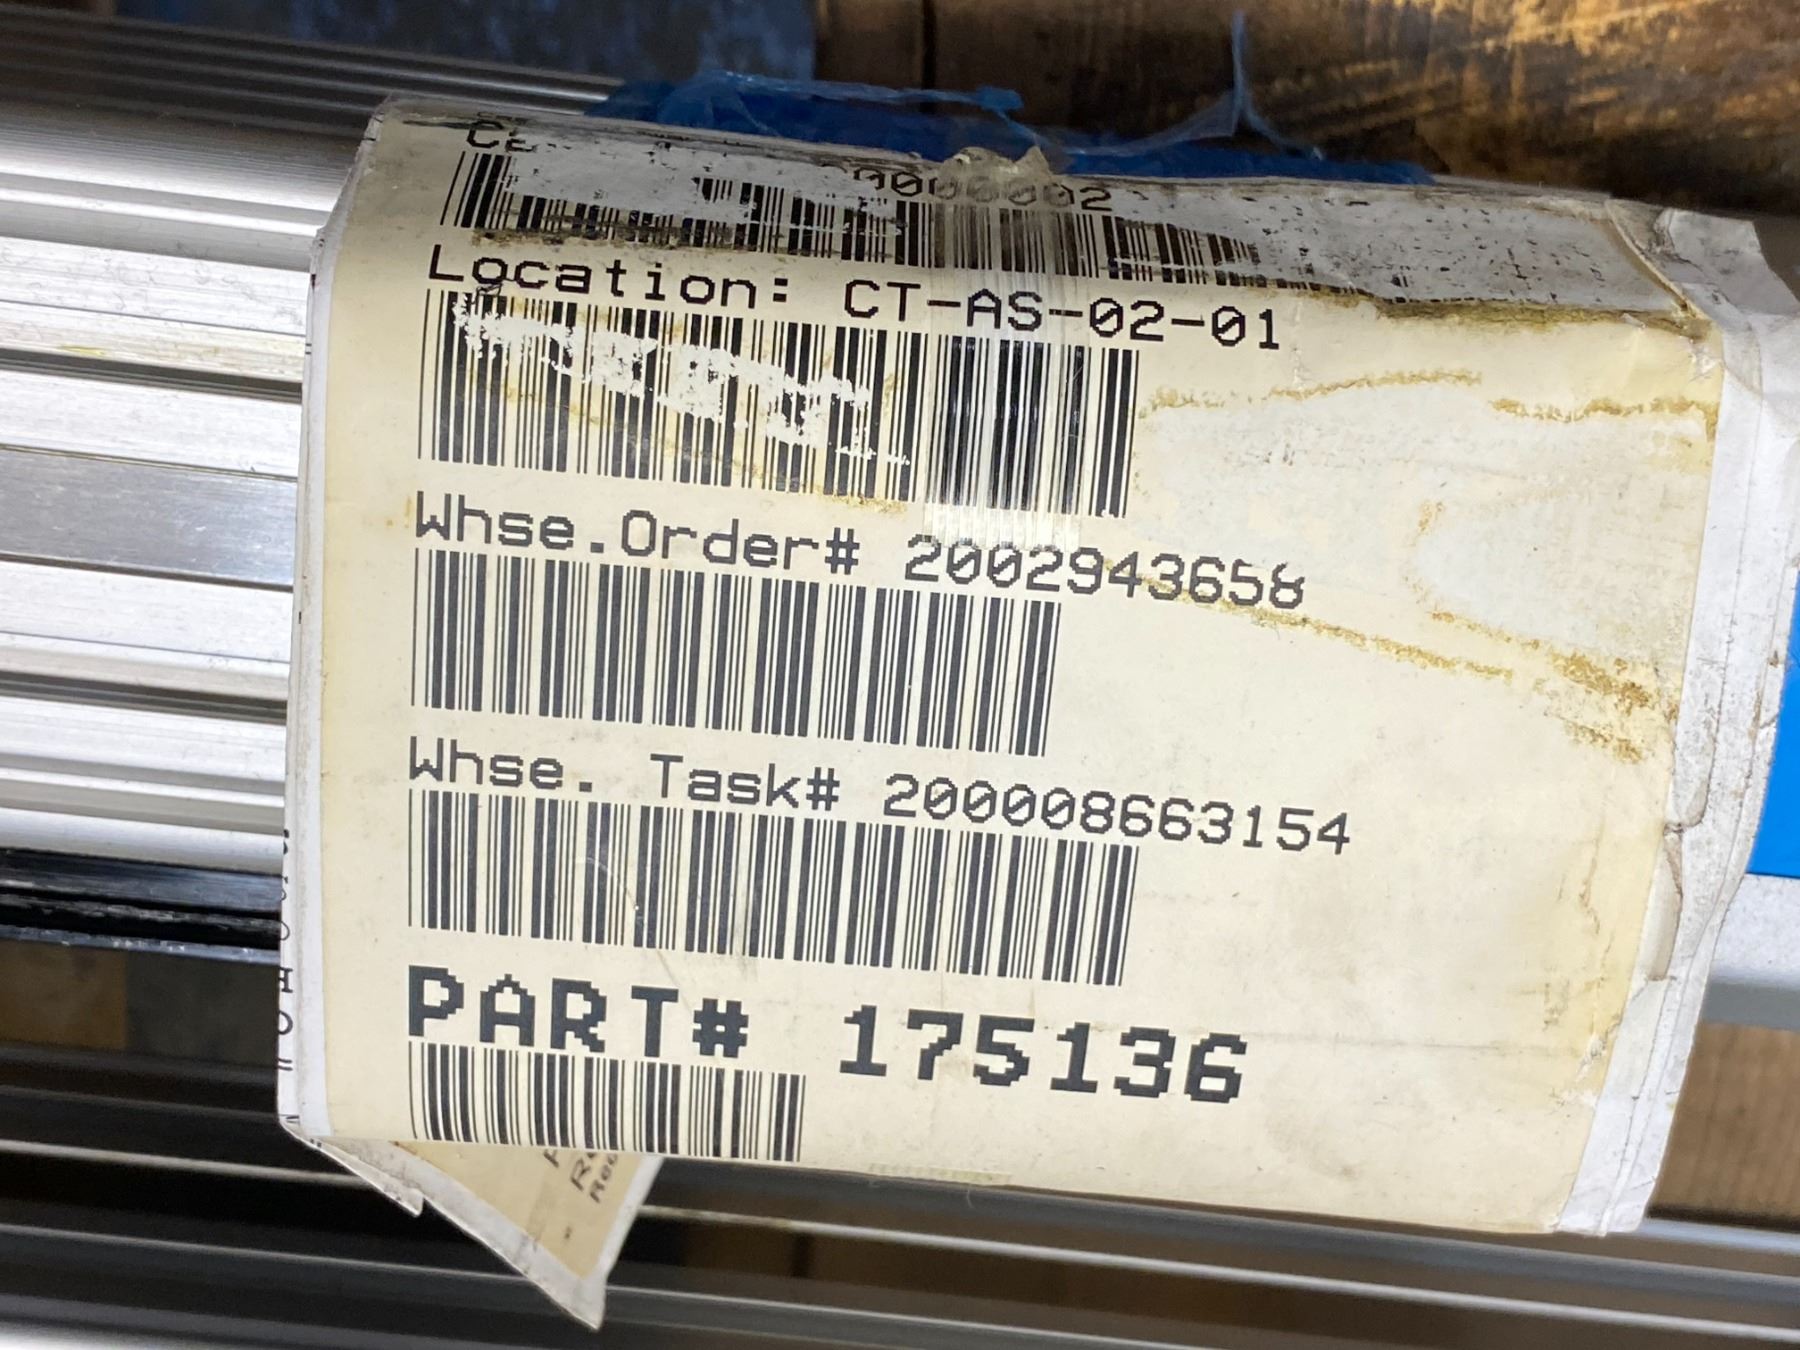 Location: CT-AS-02-01
Whse.Order# 2002943658
Whse. Task# 200008663154
PART# 175136